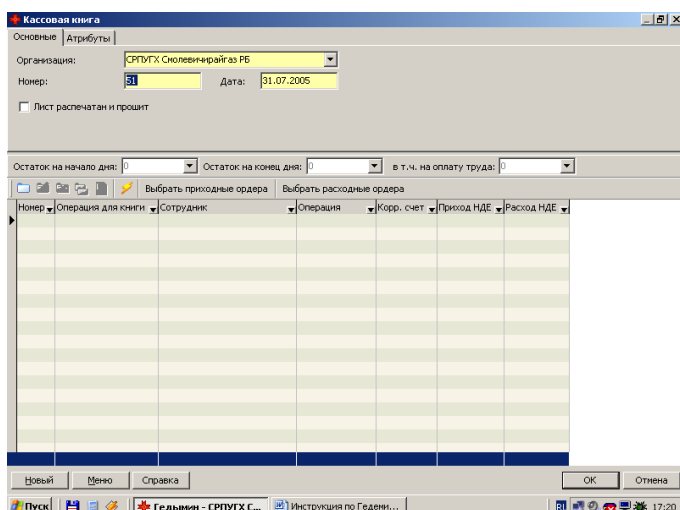 Кассовая книга
Основные Атрибуты
Организация: СРПУГХ Смолевичирайгаз РБ
Номер: 51 Дата: 31.07.2005
Лист распечатан и прошит
Остаток на начало дня: 0 Остаток на конец дня: 0 в т.ч. на оплату труда: 0
Выбрать приходные ордера Выбрать расходные ордера
Номер Операция для книги Сотрудник Операция Корр. счет Приход НДЕ Расход НДЕ
Новый Меню Справка ОК Отмена
Пуск Гедымин - СРПУГХ С... Инструкция по Гедеми... RU 17:20